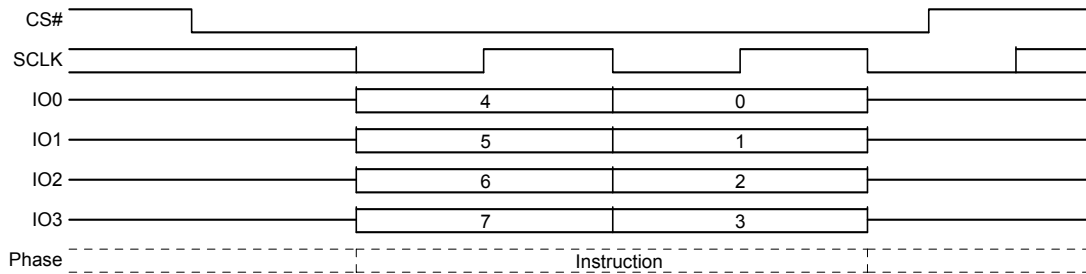 CS#
SCLK
IO0 4 0
IO1 5 1
IO2 6 2
IO3 7 3
Phase Instruction